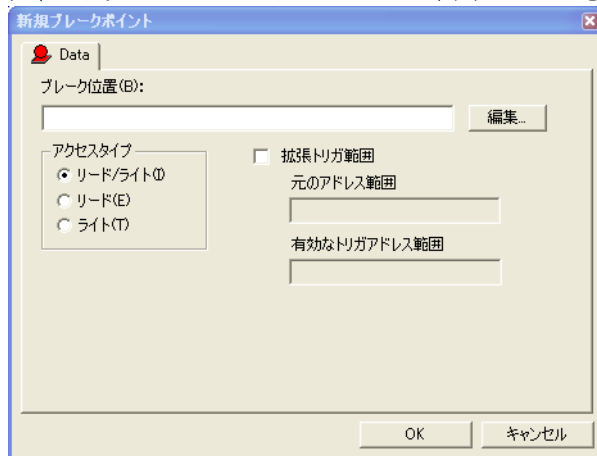 新規ブレークポイント
Data
ブレーク位置(B):
編集...
アクセスタイプ
リード/ライト(I)
リード(E)
ライト(T)
拡張トリガ範囲
元のアドレス範囲
有効なトリガアドレス範囲
OK
キャンセル